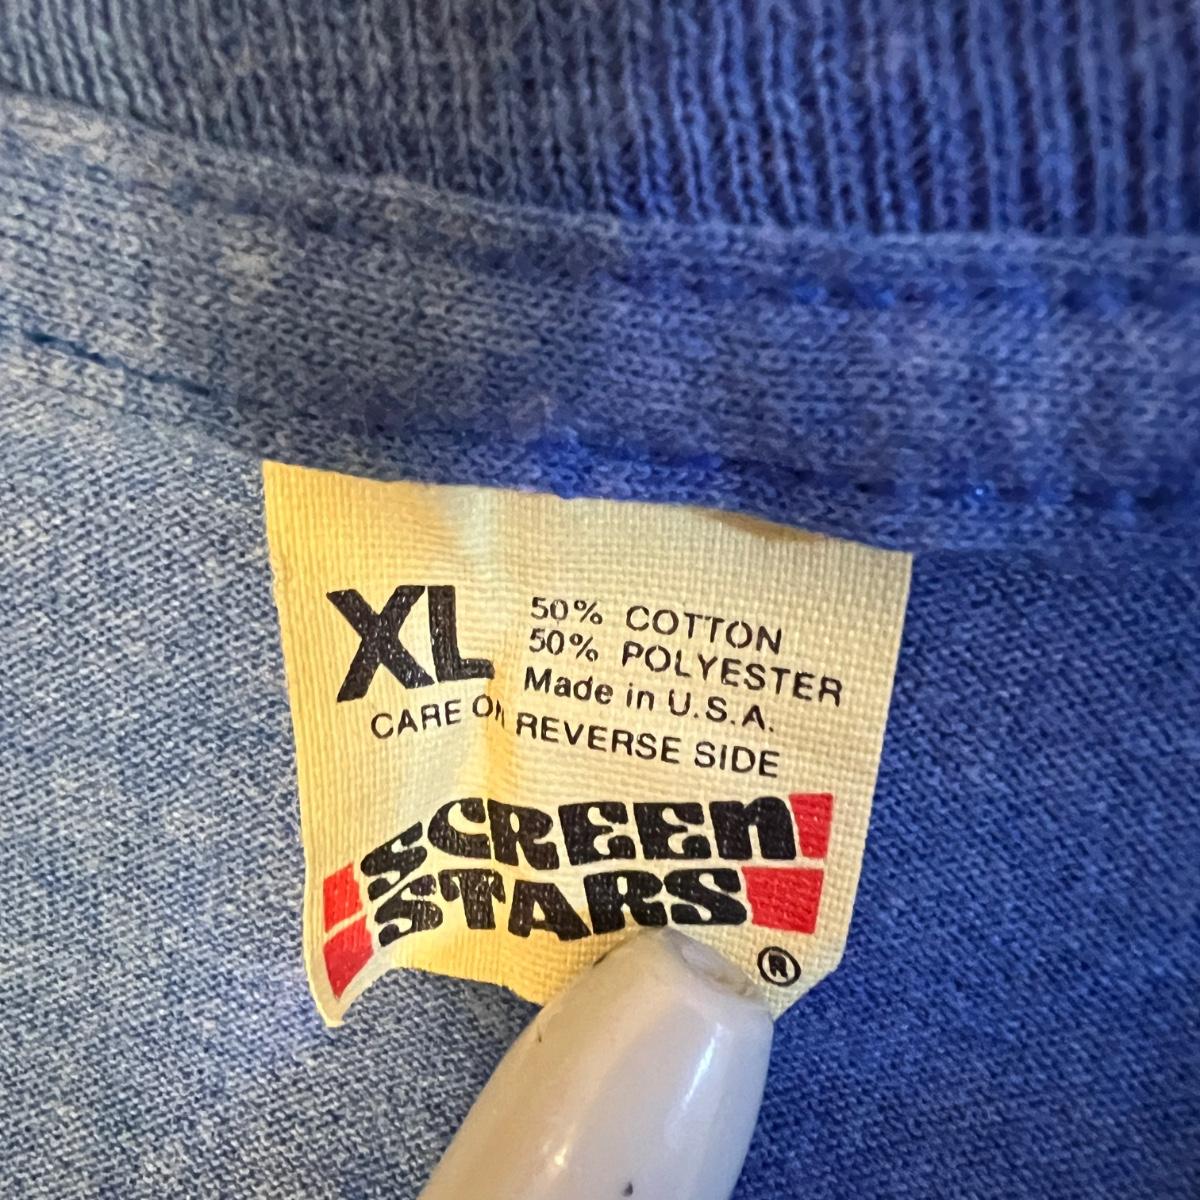 XL
50% COTTON
50% POLYESTER
Made in U.S.A.
CARE ON REVERSE SIDE
SCREEN
STARS
®